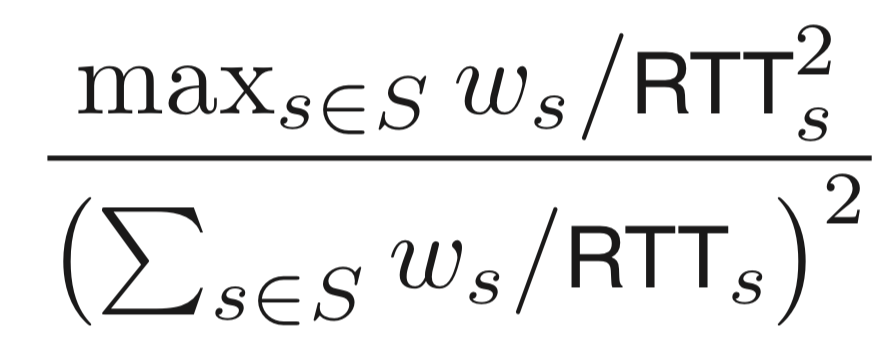 max_{s∈S} w_s/RTT_s^2
(∑_{s∈S} w_s/RTT_s)^2